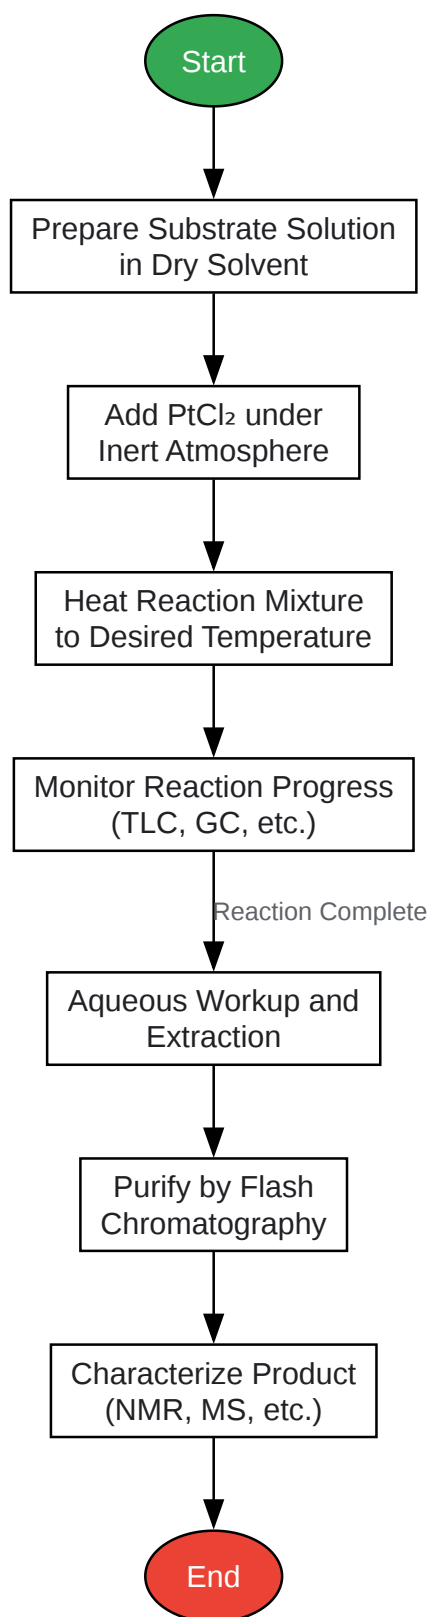 Start
Prepare Substrate Solution
in Dry Solvent
Add PtCl₂ under
Inert Atmosphere
Heat Reaction Mixture
to Desired Temperature
Monitor Reaction Progress
(TLC, GC, etc.)
Reaction Complete
Aqueous Workup and
Extraction
Purify by Flash
Chromatography
Characterize Product
(NMR, MS, etc.)
End